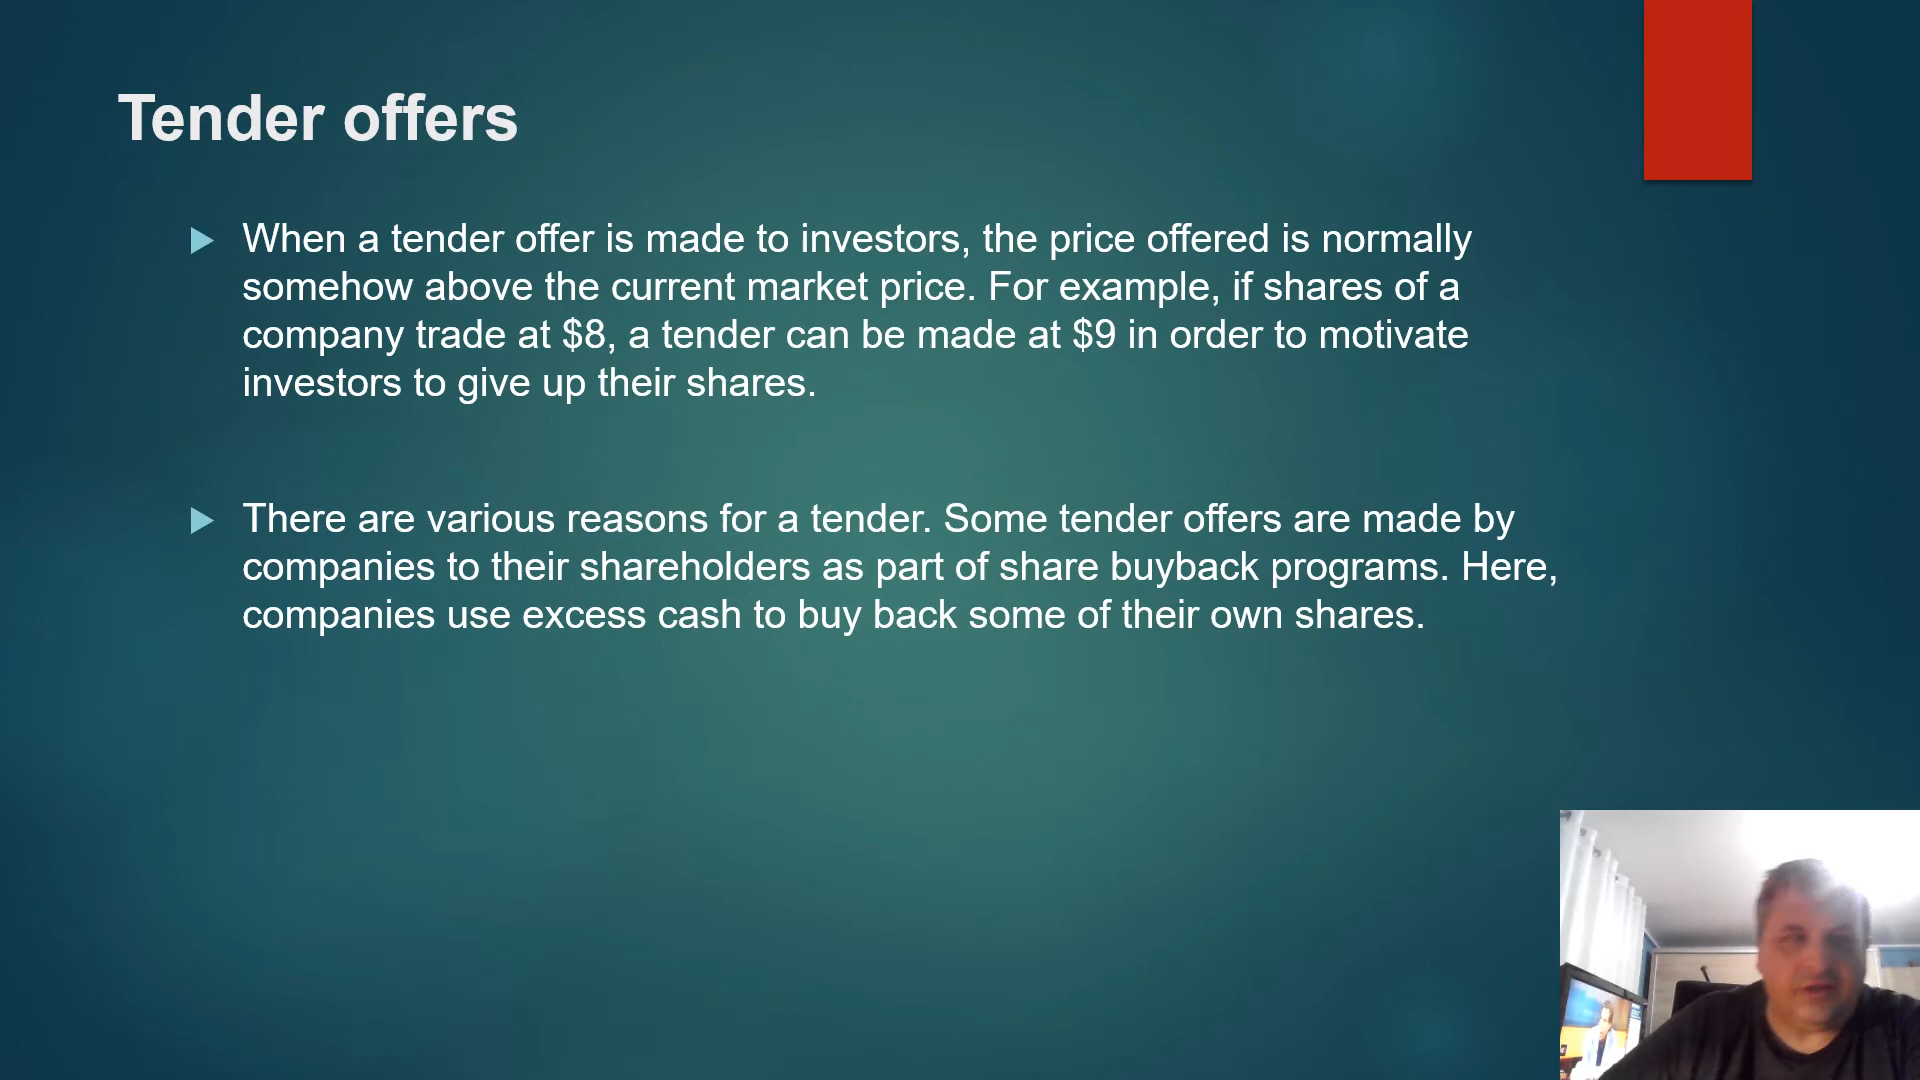 Tender offers
When a tender offer is made to investors, the price offered is normally
somehow above the current market price. For example, if shares of a
company trade at $8, a tender can be made at $9 in order to motivate
investors to give up their shares.
There are various reasons for a tender. Some tender offers are made by
companies to their shareholders as part of share buyback programs. Here,
companies use excess cash to buy back some of their own shares.